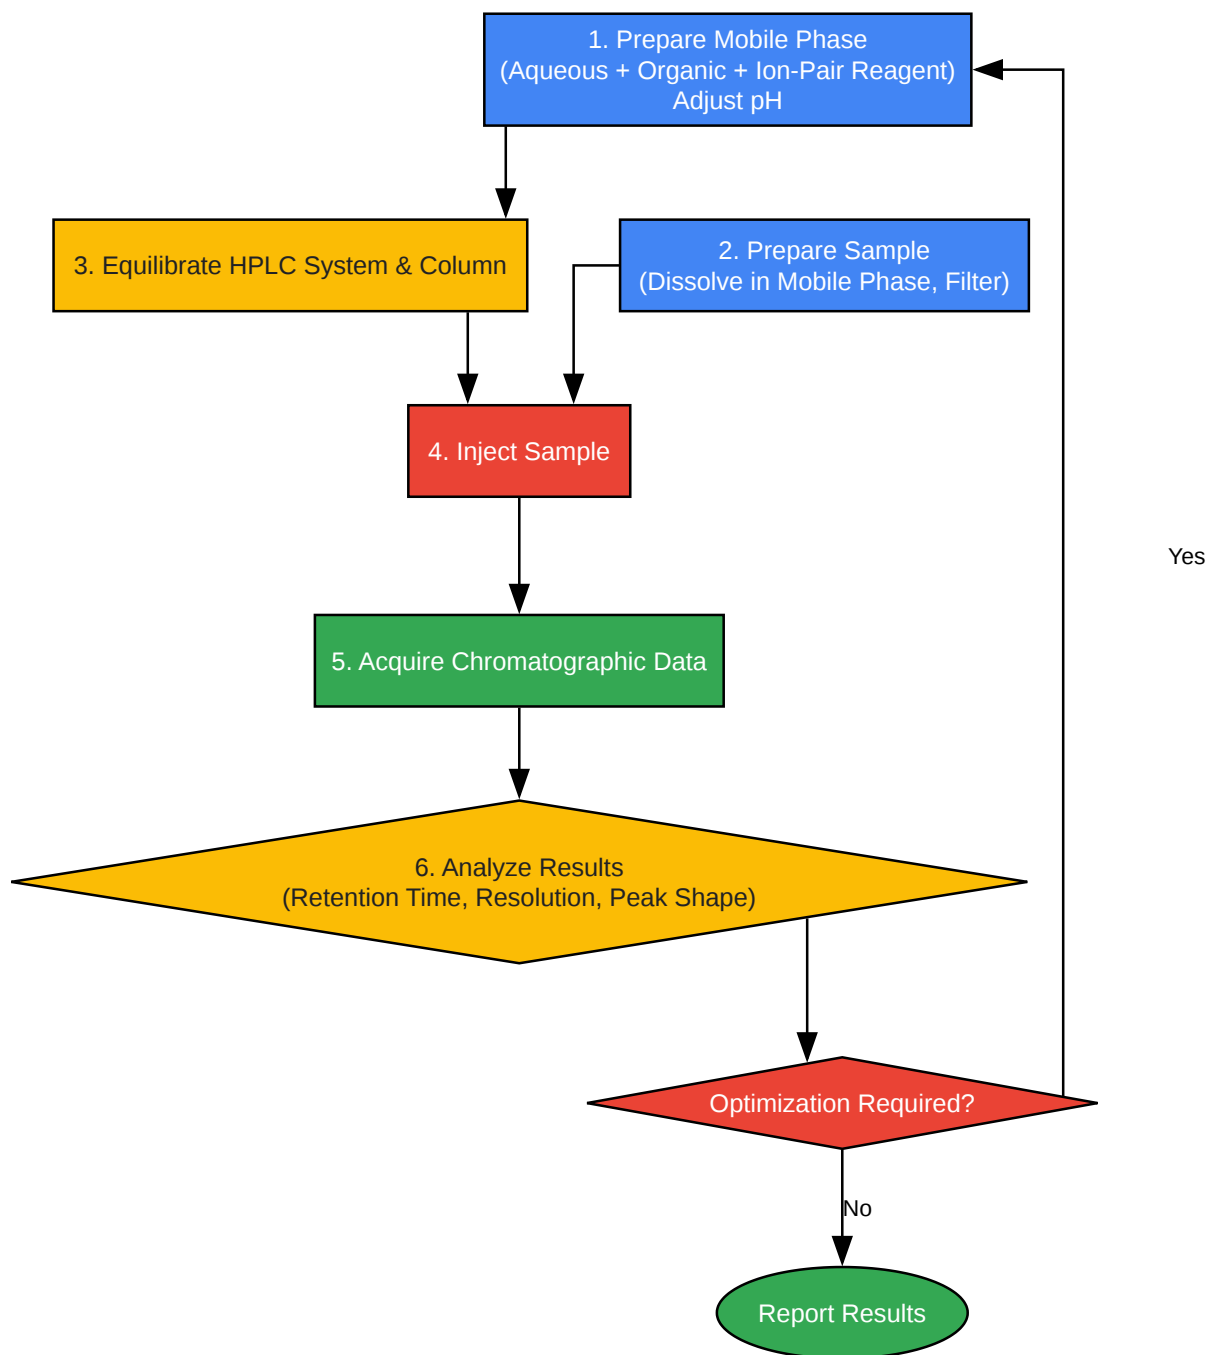 1. Prepare Mobile Phase
(Aqueous + Organic + Ion-Pair Reagent)
Adjust pH
3. Equilibrate HPLC System & Column
2. Prepare Sample
(Dissolve in Mobile Phase, Filter)
4. Inject Sample
Yes
5. Acquire Chromatographic Data
6. Analyze Results
(Retention Time, Resolution, Peak Shape)
Optimization Required?
No
Report Results